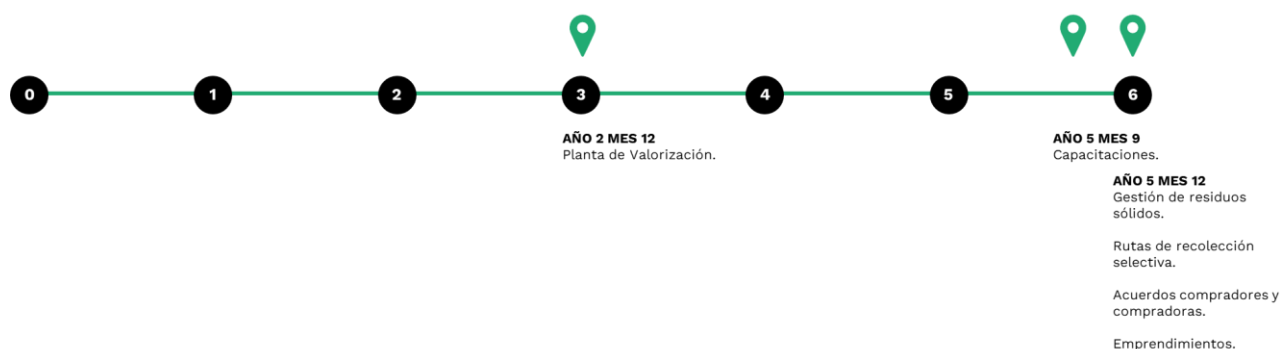 0 1 2 3 4 5 6
AÑO 2 MES 12
Planta de Valorización.
AÑO 5 MES 9
Capacitaciones.
AÑO 5 MES 12
Gestión de residuos
sólidos.
Rutas de recolección
selectiva.
Acuerdos compradores y
compradoras.
Emprendimientos.